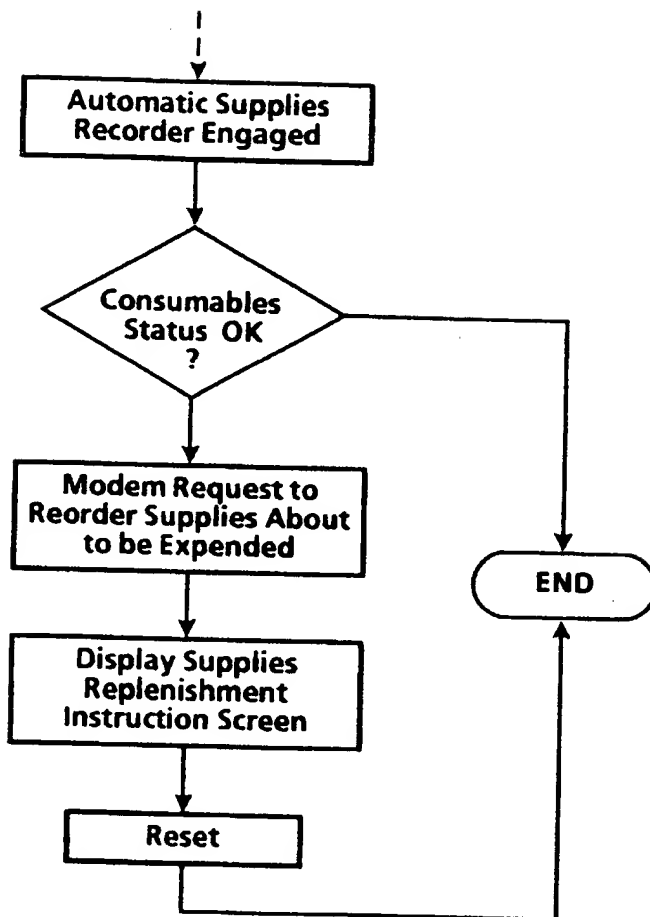 Automatic Supplies
Recorder Engaged
Consumables
Status OK
?
Modem Request to
Reorder Supplies About
to be Expended
END
Display Supplies
Replenishment
Instruction Screen
Reset